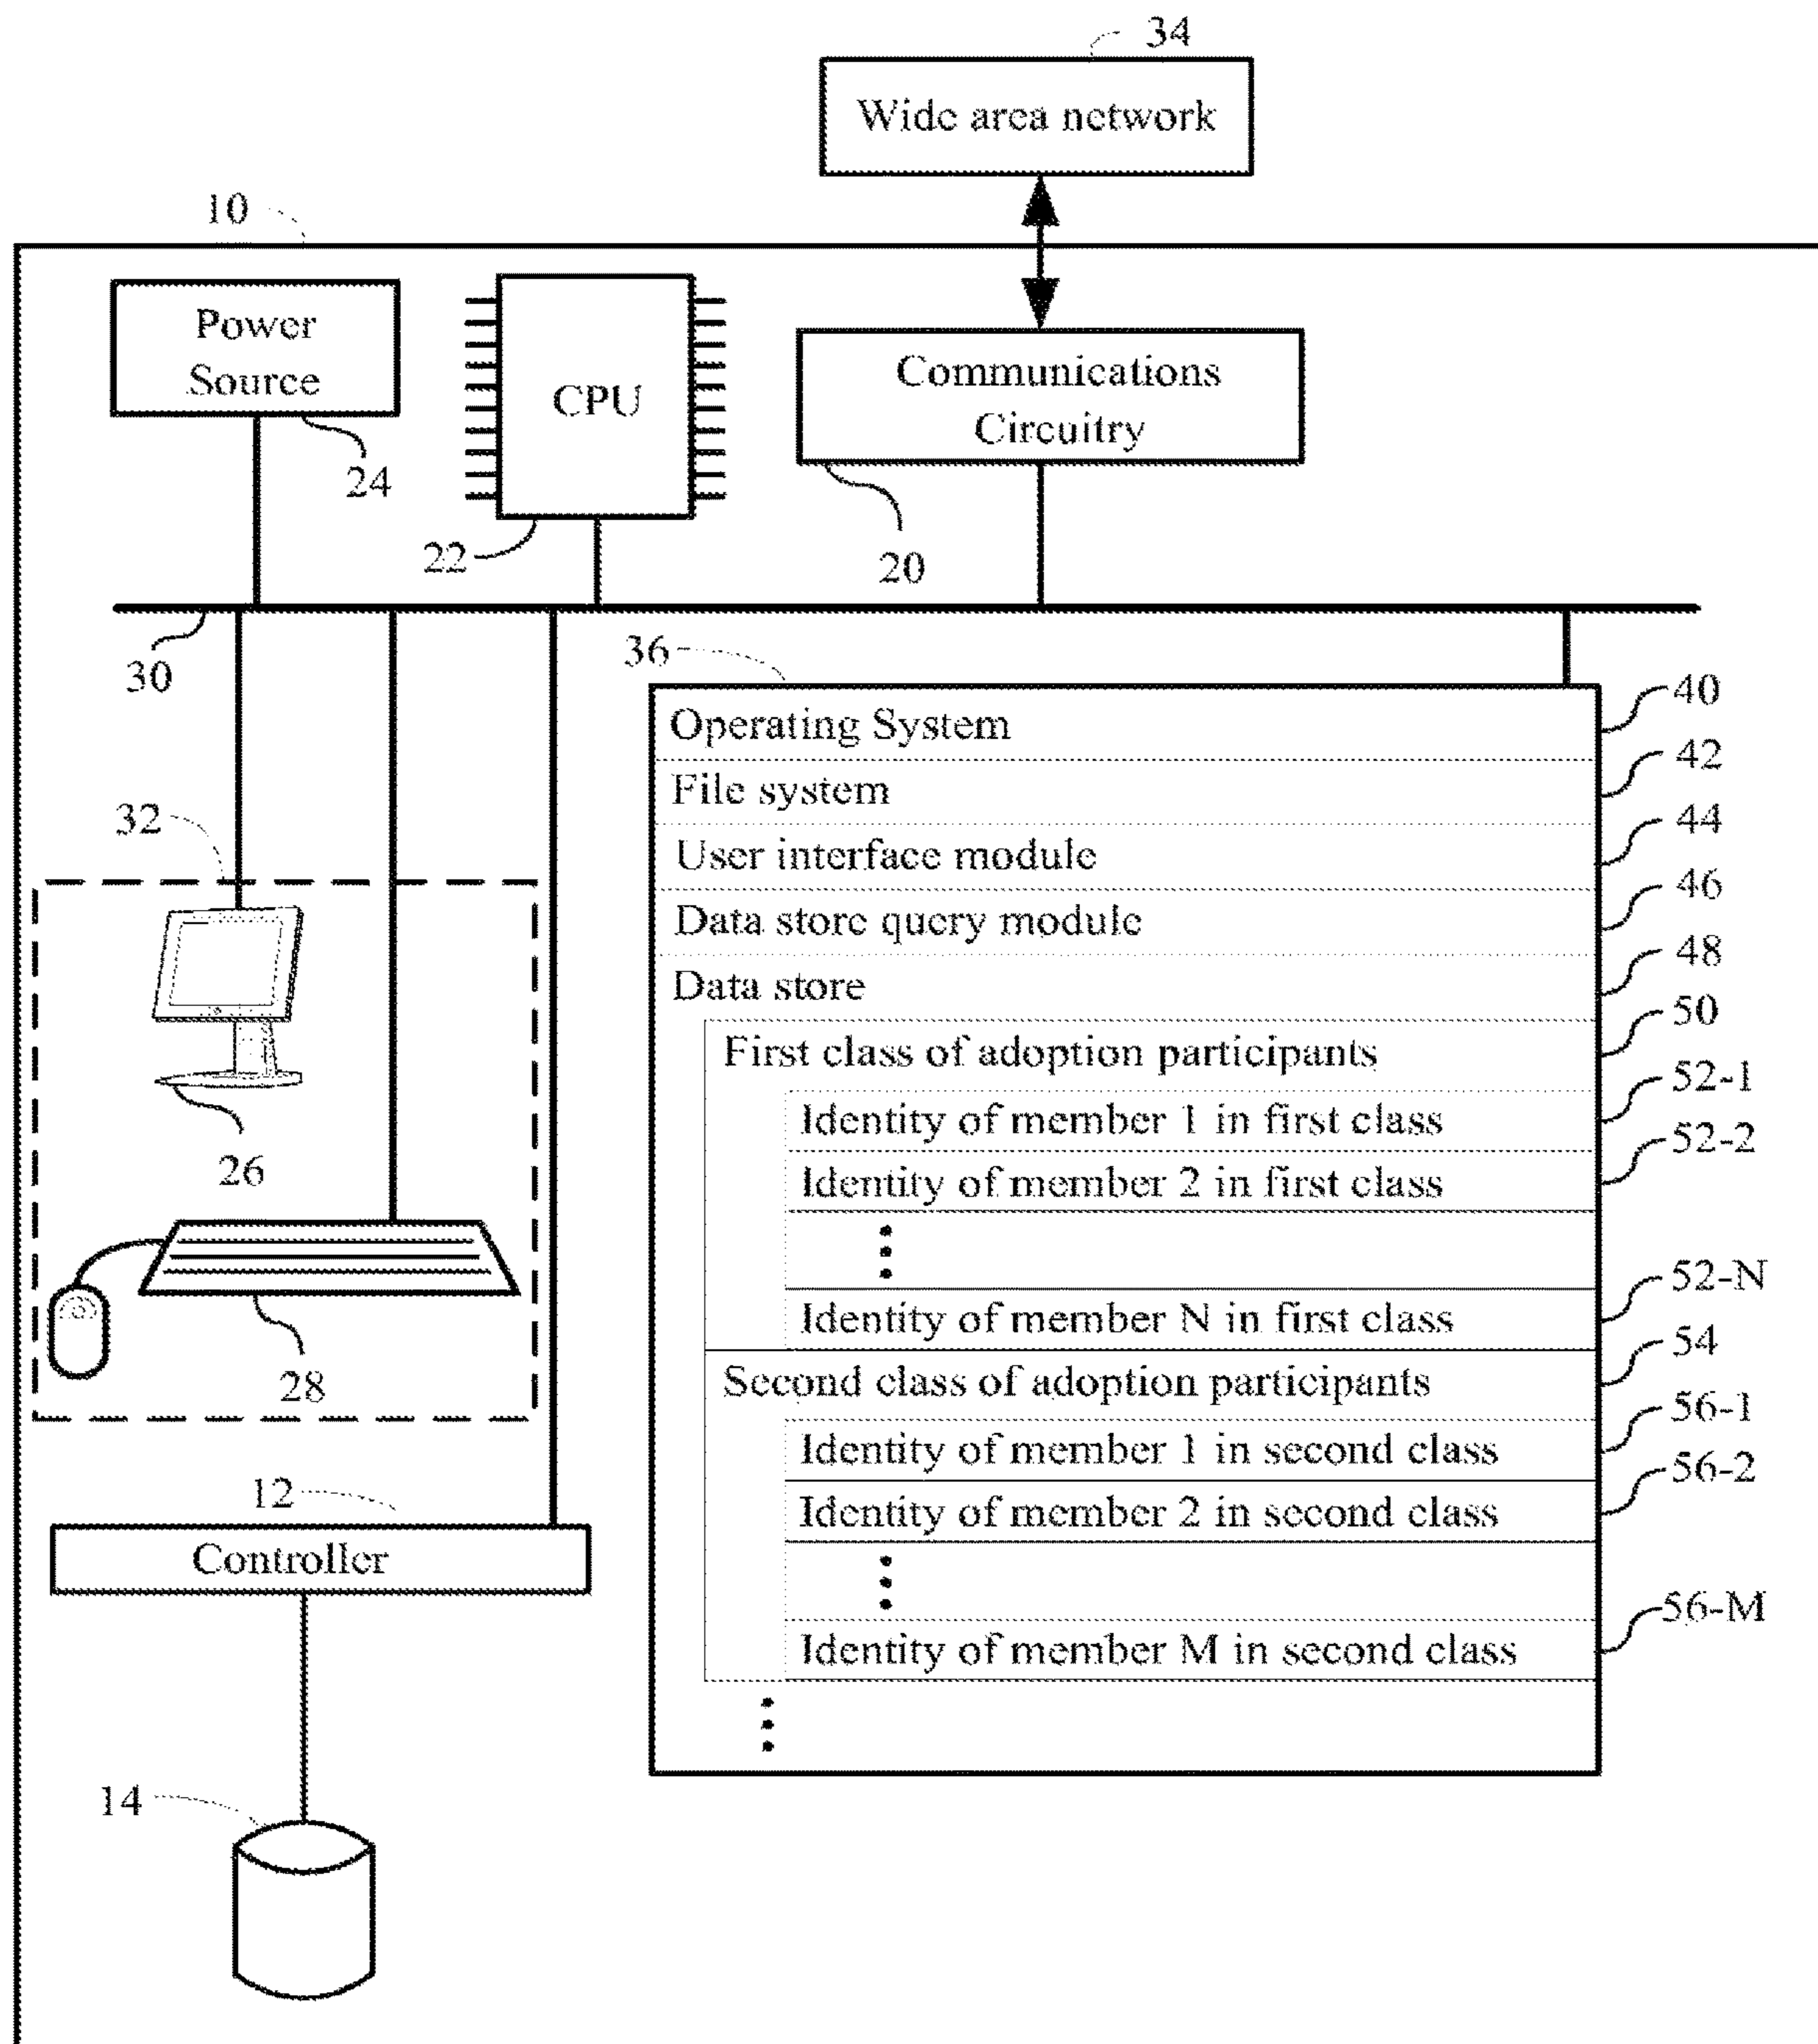 34
Wide area network
10
Power
Source
24
CPU
22
Communications
Circuitry
20
30
36
Operating System
40
File system
42
User interface module
44
Data store query module
46
Data store
48
First class of adoption participants
50
Identity of member 1 in first class
52-1
Identity of member 2 in first class
52-2
Identity of member N in first class
52-N
Second class of adoption participants
54
Identity of member 1 in second class
56-1
Identity of member 2 in second class
56-2
Identity of member M in second class
56-M
32
26
28
12
Controller
14